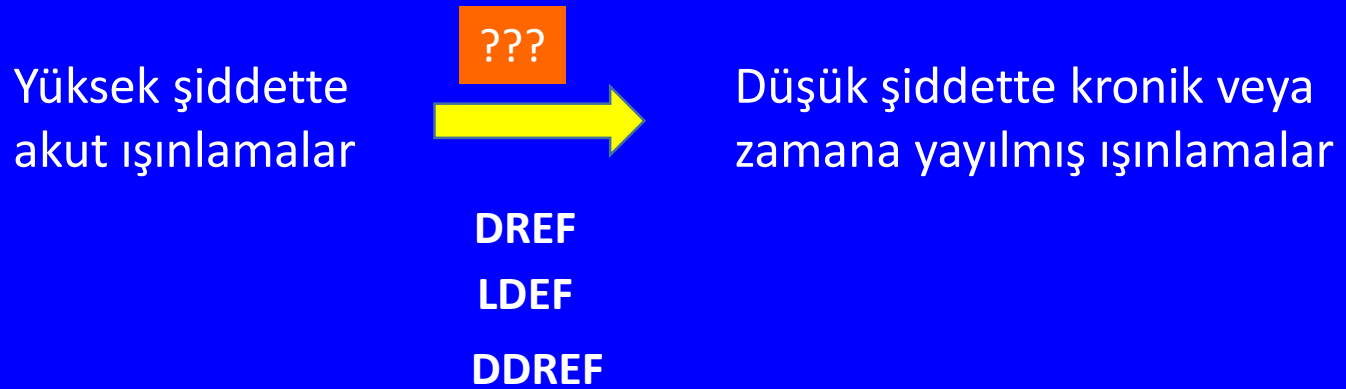 Yüksek şiddette
akut ışınlamalar
???
Düşük şiddette kronik veya
zamana yayılmış ışınlamalar
DREF
LDEF
DDREF